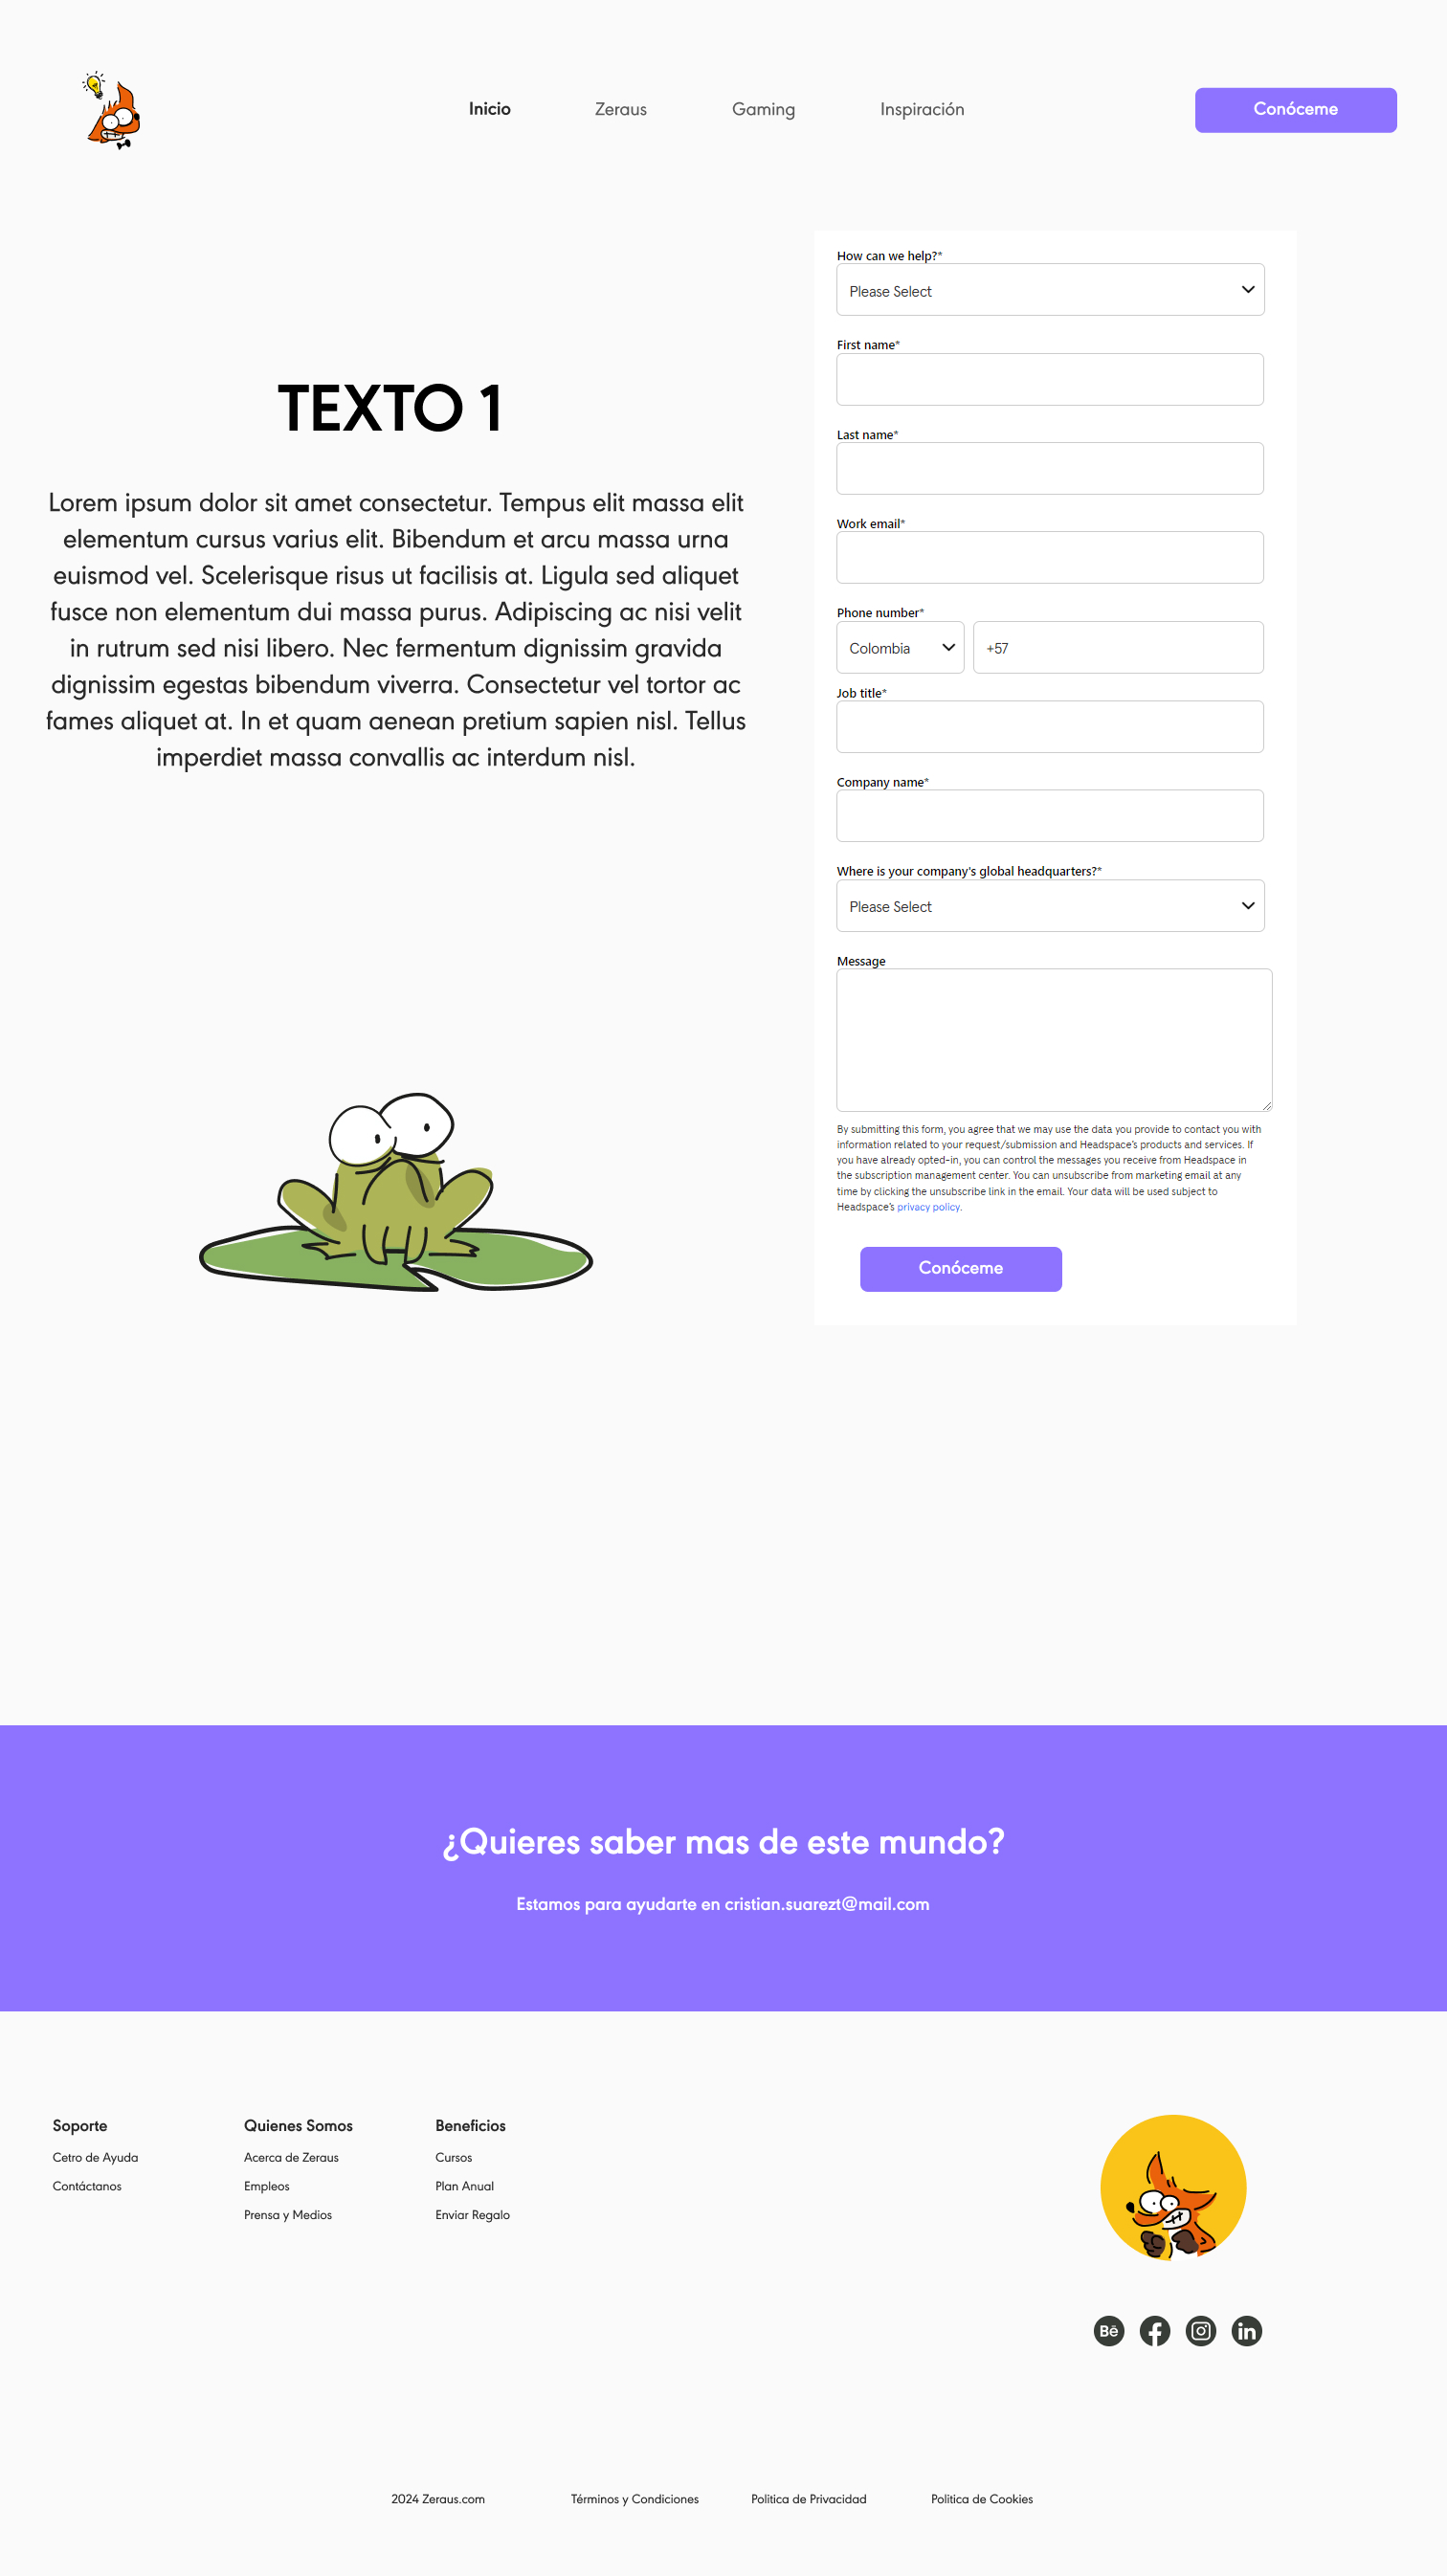 Inicio
Zeraus
Gaming
Inspiración
Conóceme
TEXTO 1
Lorem ipsum dolor sit amet consectetur. Tempus elit massa elit
elementum cursus varius elit. Bibendum et arcu massa urna
euismod vel. Scelerisque risus ut facilisis at. Ligula sed aliquet
fusce non elementum dui massa purus. Adipiscing ac nisi velit
in rutrum sed nisi libero. Nec fermentum dignissim gravida
dignissim egestas bibendum viverra. Consectetur vel tortor ac
fames aliquet at. In et quam aenean pretium sapien nisl. Tellus
imperdiet massa convallis ac interdum nisl.
How can we help?*
Please Select
First name*
Last name*
Work email*
Phone number*
Colombia
+57
Job title*
Company name*
Where is your company's global headquarters?*
Please Select
Message
By submitting this form, you agree that we may use the data you provide to contact you with
information related to your request/submission and Headspace's products and services. If
you have already opted-in, you can control the messages you receive from Headspace in
the subscription management center. You can unsubscribe from marketing email at any
time by clicking the unsubscribe link in the email. Your data will be used subject to
Headspace's privacy policy.
Conóceme
¿Quieres saber mas de este mundo?
Estamos para ayudarte en cristian.suarezt@mail.com
Soporte
Cetro de Ayuda
Contáctanos
Quienes Somos
Acerca de Zeraus
Empleos
Prensa y Medios
Beneficios
Cursos
Plan Anual
Enviar Regalo
Bē
in
2024 Zeraus.com
Términos y Condiciones
Politica de Privacidad
Politica de Cookies